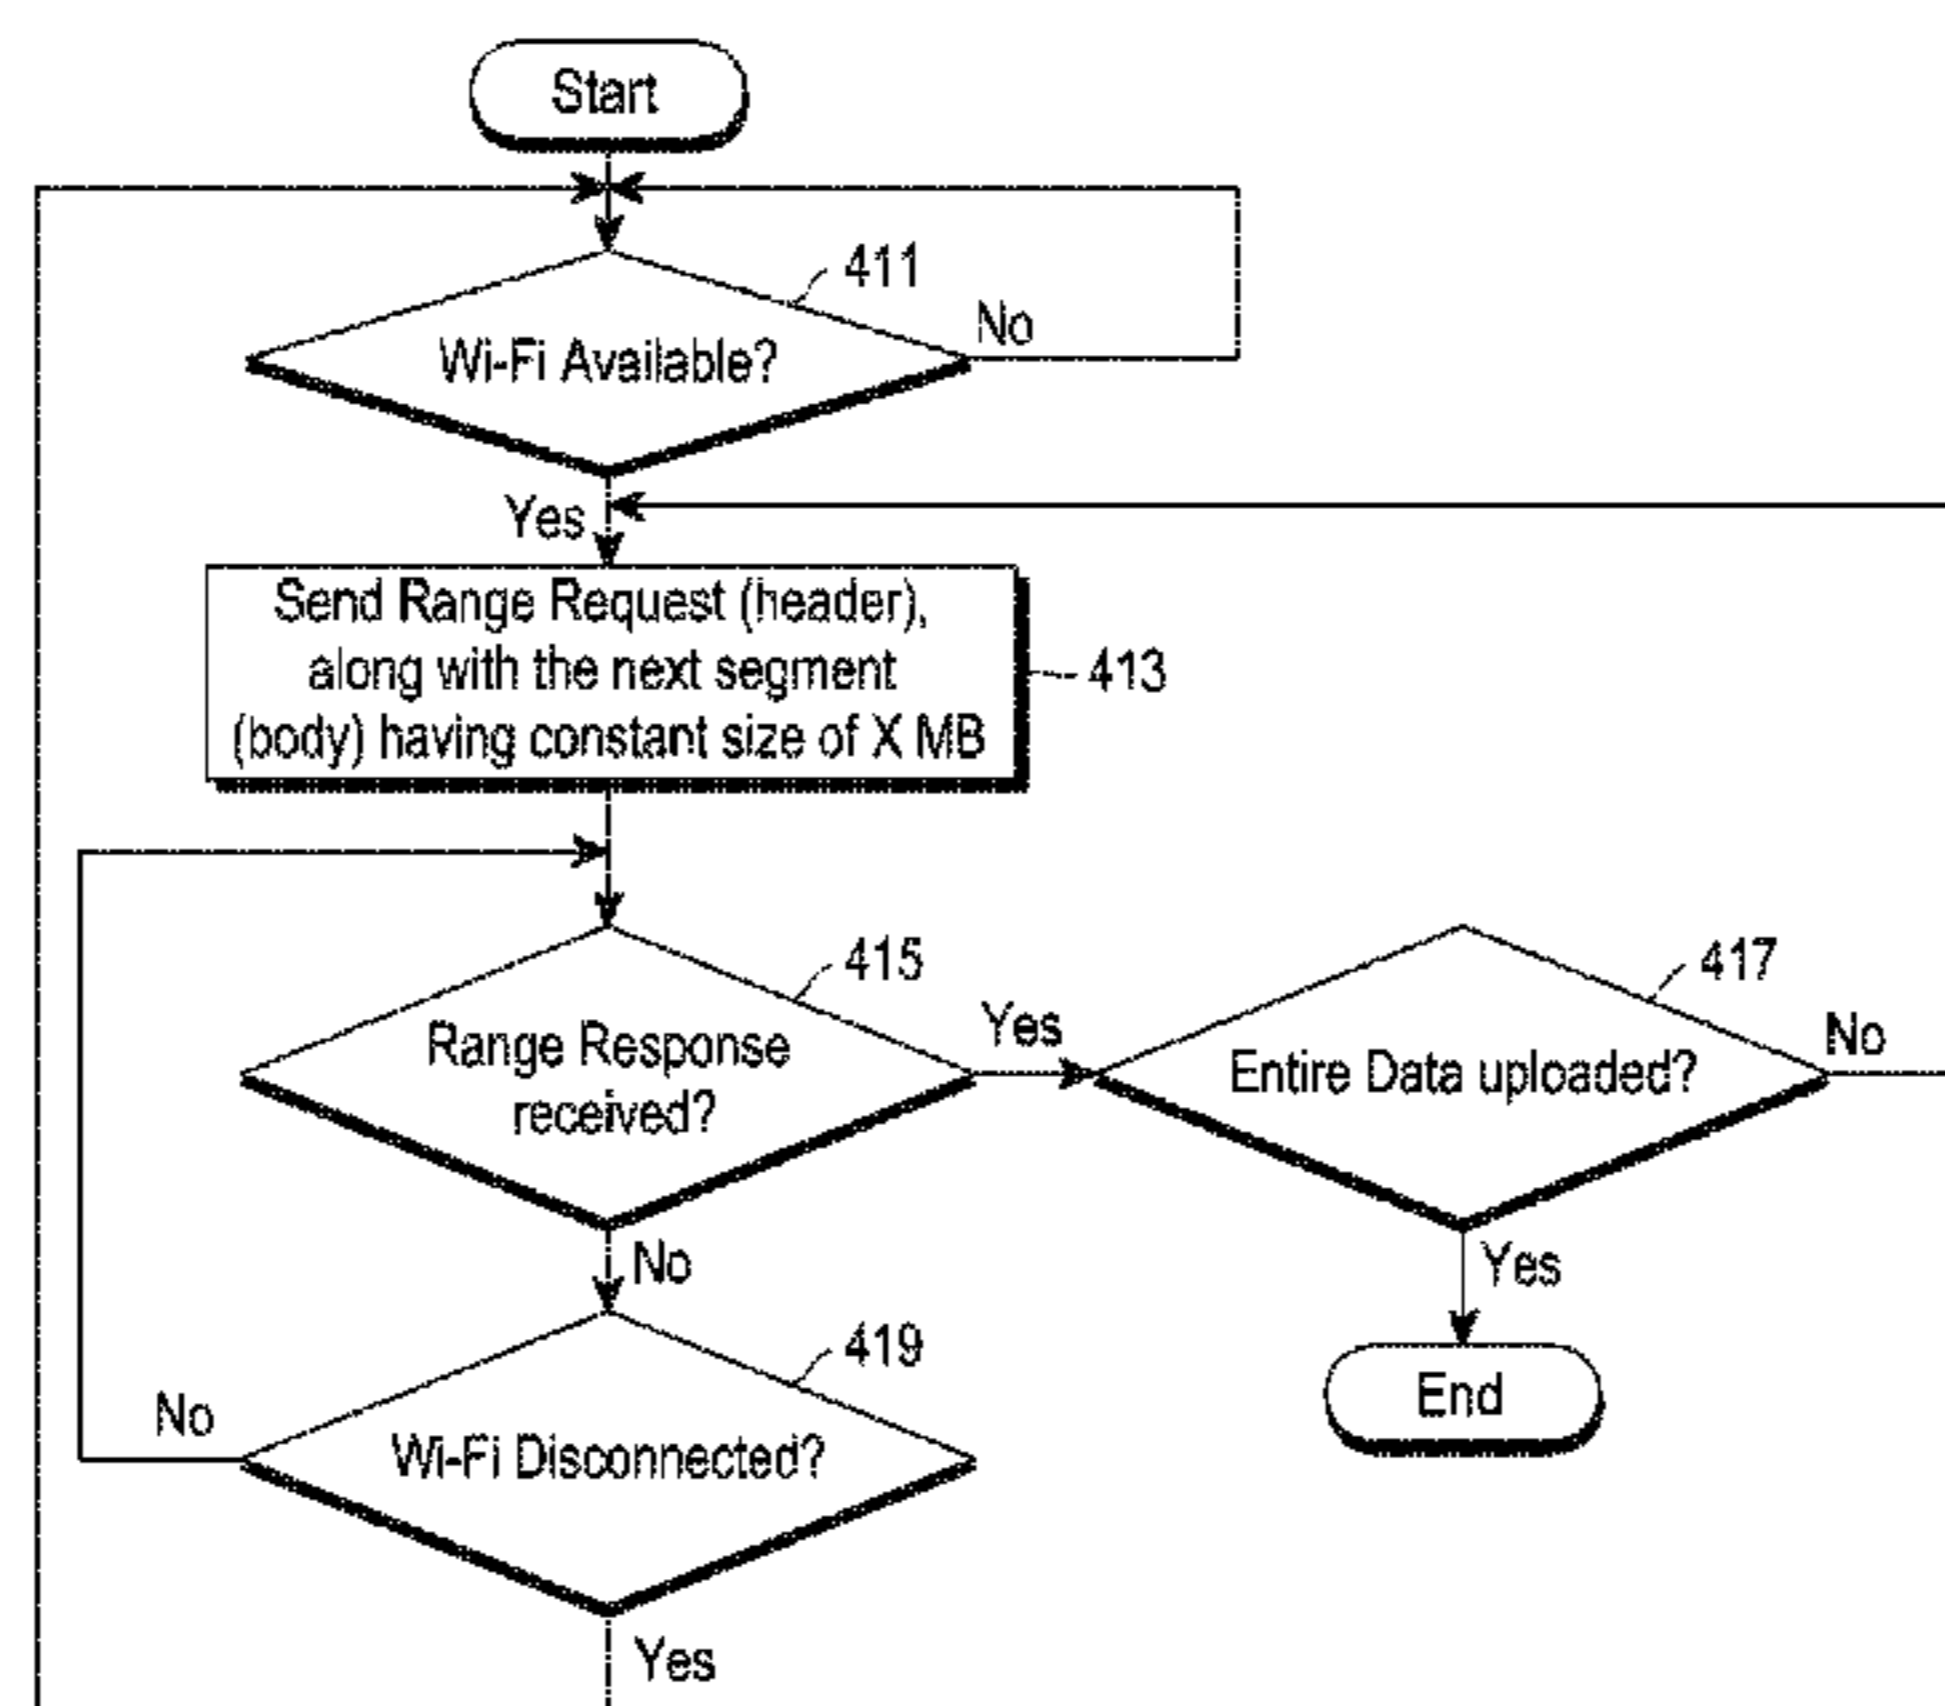 Start
411
No
Wi-Fi Available?
Yes
Send Range Request (header),
along with the next segment
(body) having constant size of X MB
413
415
417
Yes
No
Range Response
received?
Entire Data uploaded?
No
Yes
419
No
End
Wi-Fi Disconnected?
Yes